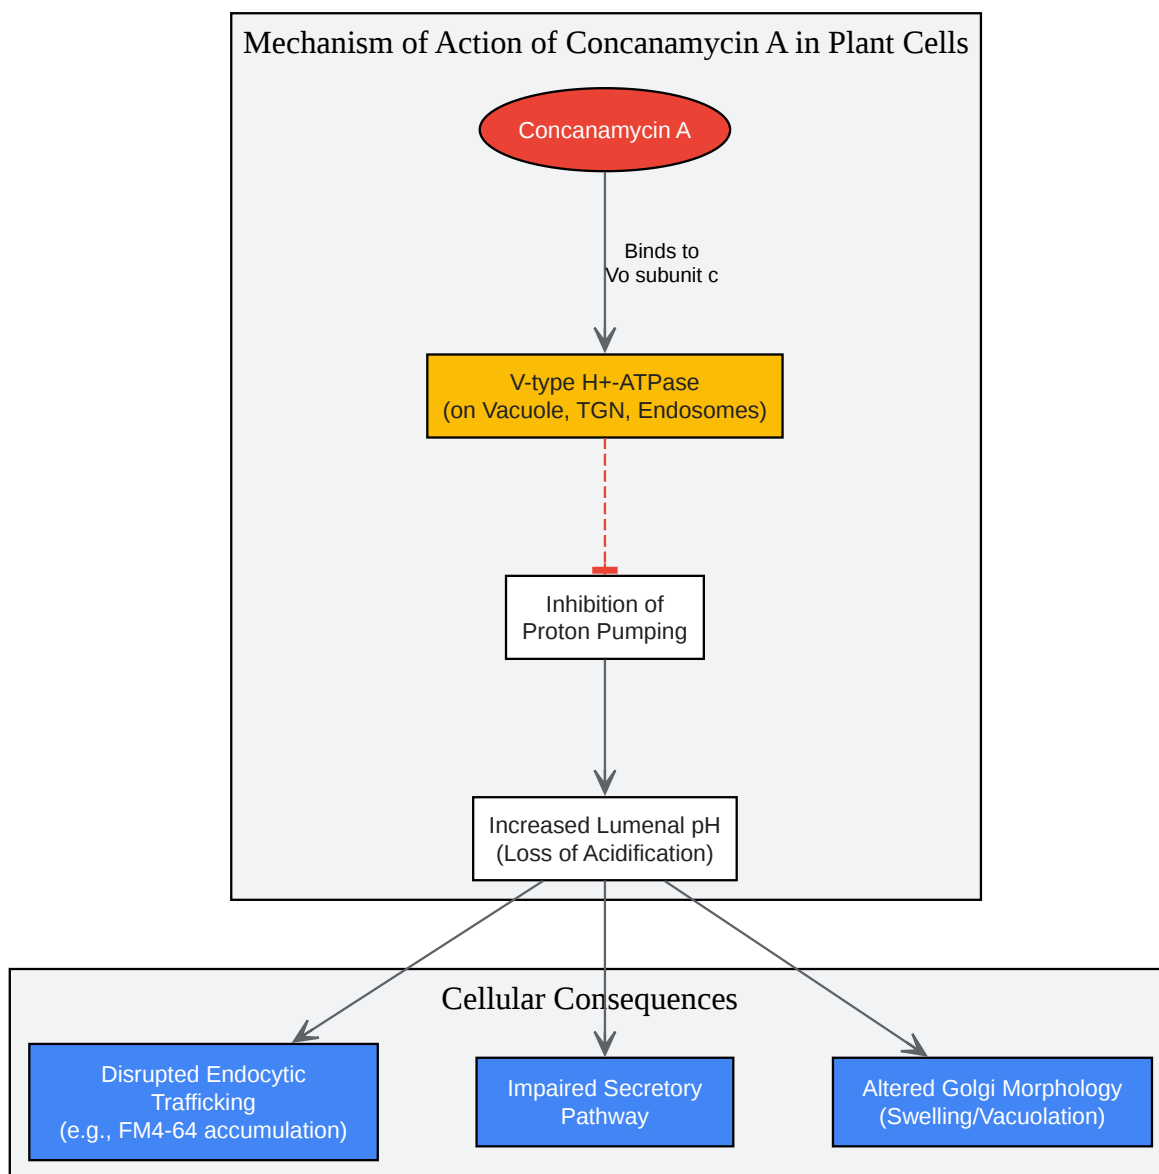 Mechanism of Action of Concanamycin A in Plant Cells
Concanamycin A
Binds to
Vo subunit c
V-type H+-ATPase
(on Vacuole, TGN, Endosomes)
Inhibition of
Proton Pumping
Increased Lumenal pH
(Loss of Acidification)
Cellular Consequences
Disrupted Endocytic
Trafficking
(e.g., FM4-64 accumulation)
Impaired Secretory
Pathway
Altered Golgi Morphology
(Swelling/Vacuolation)